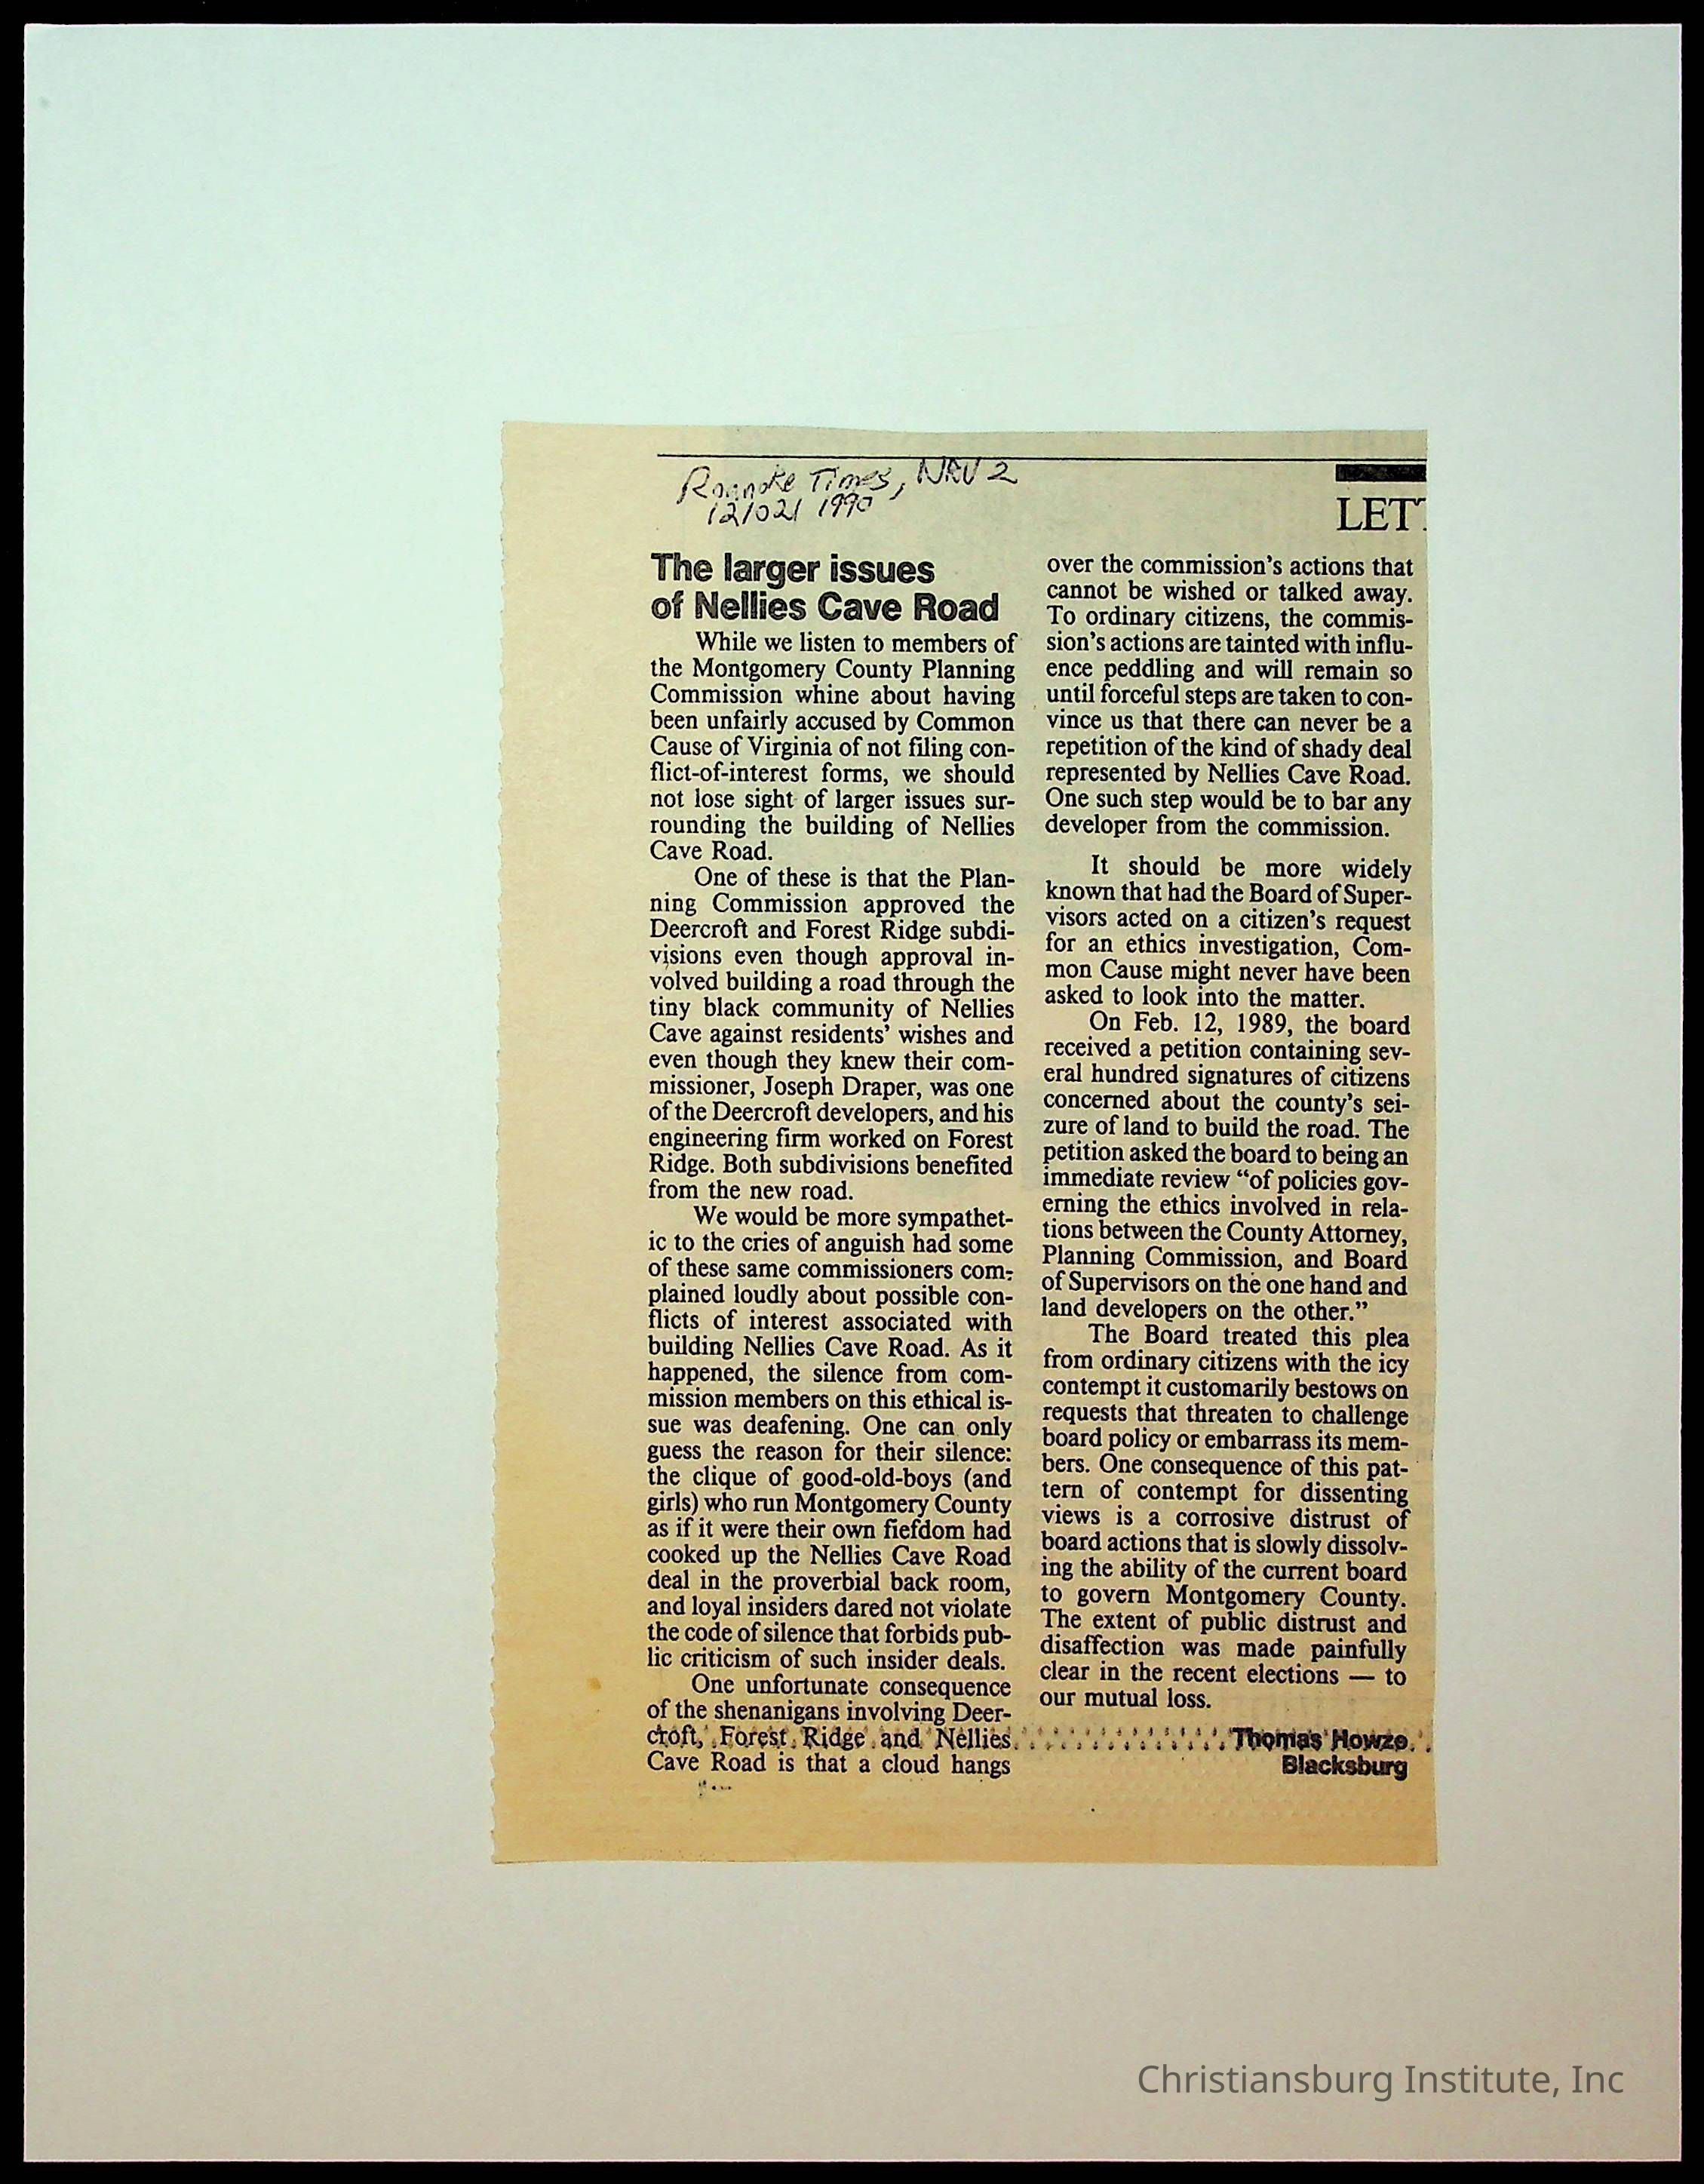 Roanoke Times, NRV 2
12/02/1990
LETT
The larger issues
of Nellies Cave Road
While we listen to members of
the Montgomery County Planning
Commission whine about having
been unfairly accused by Common
Cause of Virginia of not filing con-
flict-of-interest forms, we should
not lose sight of larger issues sur-
rounding the building of Nellies
Cave Road.
One of these is that the Plan-
ning Commission approved the
Deercroft and Forest Ridge subdi-
visions even though approval in-
volved building a road through the
tiny black community of Nellies
Cave against residents' wishes and
even though they knew their com-
missioner, Joseph Draper, was one
of the Deercroft developers, and his
engineering firm worked on Forest
Ridge. Both subdivisions benefited
from the new road.
We would be more sympathet-
ic to the cries of anguish had some
of these same commissioners com-
plained loudly about possible con-
flicts of interest associated with
building Nellies Cave Road. As it
happened, the silence from com-
mission members on this ethical is-
sue was deafening. One can only
guess the reason for their silence:
the clique of good-old-boys (and
girls) who run Montgomery County
as if it were their own fiefdom had
cooked up the Nellies Cave Road
deal in the proverbial back room,
and loyal insiders dared not violate
the code of silence that forbids pub-
lic criticism of such insider deals.
One unfortunate consequence
of the shenanigans involving Deer-
croft, Forest Ridge and Nellies
Cave Road is that a cloud hangs
over the commission's actions that
cannot be wished or talked away.
To ordinary citizens, the commis-
sion's actions are tainted with influ-
ence peddling and will remain so
until forceful steps are taken to con-
vince us that there can never be a
repetition of the kind of shady deal
represented by Nellies Cave Road.
One such step would be to bar any
developer from the commission.
It should be more widely
known that had the Board of Super-
visors acted on a citizen's request
for an ethics investigation, Com-
mon Cause might never have been
asked to look into the matter.
On Feb. 12, 1989, the board
received a petition containing sev-
eral hundred signatures of citizens
concerned about the county's sei-
zure of land to build the road. The
petition asked the board to being an
immediate review “of policies gov-
erning the ethics involved in rela-
tions between the County Attorney,
Planning Commission, and Board
of Supervisors on the one hand and
land developers on the other.”
The Board treated this plea
from ordinary citizens with the icy
contempt it customarily bestows on
requests that threaten to challenge
board policy or embarrass its mem-
bers. One consequence of this pat-
tern of contempt for dissenting
views is a corrosive distrust of
board actions that is slowly dissolv-
ing the ability of the current board
to govern Montgomery County.
The extent of public distrust and
disaffection was made painfully
clear in the recent elections — to
our mutual loss.
Thomas Howze
Blacksburg
Christiansburg Institute, Inc